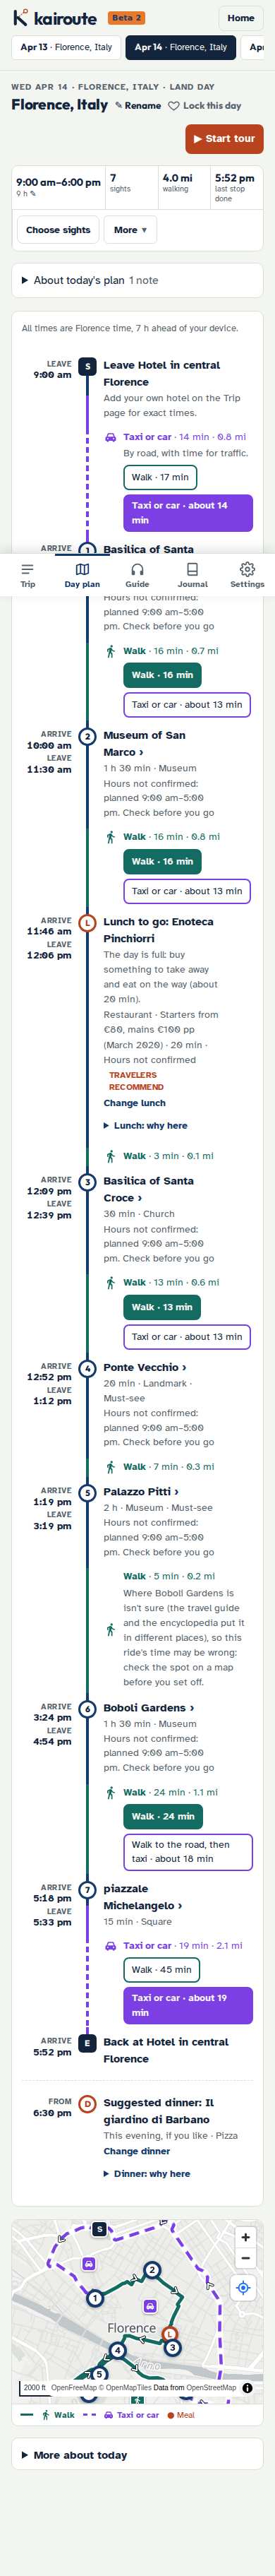 kairoute Beta 2 Home
Apr 13 · Florence, Italy Apr 14 · Florence, Italy Apr
WED APR 14 · FLORENCE, ITALY · LAND DAY
Florence, Italy ✎ Rename Lock this day
▶ Start tour
9:00 am–6:00 pm
9 h ✎
7
sights
4.0 mi
walking
5:52 pm
last stop
done
Choose sights More ▾
▶ About today's plan 1 note
All times are Florence time, 7 h ahead of your device.
LEAVE
9:00 am
S
Leave Hotel in central
Florence
Add your own hotel on the Trip
page for exact times.
Taxi or car · 14 min · 0.8 mi
By road, with time for traffic.
Walk · 17 min
Taxi or car · about 14
min
ARRIVE
1
Basilica of Santa
Trip Day plan Guide Journal Settings
Hours not confirmed:
planned 9:00 am–5:00
pm. Check before you go
Walk · 16 min · 0.7 mi
Walk · 16 min
Taxi or car · about 13 min
ARRIVE
10:00 am
LEAVE
11:30 am
2
Museum of San
Marco ›
1 h 30 min · Museum
Hours not confirmed:
planned 9:00 am–5:00
pm. Check before you go
Walk · 16 min · 0.8 mi
Walk · 16 min
Taxi or car · about 13 min
ARRIVE
11:46 am
LEAVE
12:06 pm
L
Lunch to go: Enoteca
Pinchiorri
The day is full: buy
something to take away
and eat on the way (about
20 min).
Restaurant · Starters from
€80, mains €100 pp
(March 2020) · 20 min ·
Hours not confirmed
TRAVELERS
RECOMMEND
Change lunch
▶ Lunch: why here
Walk · 3 min · 0.1 mi
ARRIVE
12:09 pm
LEAVE
12:39 pm
3
Basilica of Santa
Croce ›
30 min · Church
Hours not confirmed:
planned 9:00 am–5:00
pm. Check before you go
Walk · 13 min · 0.6 mi
Walk · 13 min
Taxi or car · about 13 min
ARRIVE
12:52 pm
LEAVE
1:12 pm
4
Ponte Vecchio ›
20 min · Landmark ·
Must-see
Hours not confirmed:
planned 9:00 am–5:00
pm. Check before you go
Walk · 7 min · 0.3 mi
ARRIVE
1:19 pm
LEAVE
3:19 pm
5
Palazzo Pitti ›
2 h · Museum · Must-see
Hours not confirmed:
planned 9:00 am–5:00
pm. Check before you go
Walk · 5 min · 0.2 mi
Where Boboli Gardens is
isn't sure (the travel guide
and the encyclopedia put it
in different places), so this
ride's time may be wrong:
check the spot on a map
before you set off.
ARRIVE
3:24 pm
LEAVE
4:54 pm
6
Boboli Gardens ›
1 h 30 min · Museum
Hours not confirmed:
planned 9:00 am–5:00
pm. Check before you go
Walk · 24 min · 1.1 mi
Walk · 24 min
Walk to the road, then
taxi · about 18 min
ARRIVE
5:18 pm
LEAVE
5:33 pm
7
piazzale
Michelangelo ›
15 min · Square
Taxi or car · 19 min · 2.1 mi
Walk · 45 min
Taxi or car · about 19
min
ARRIVE
5:52 pm
E
Back at Hotel in central
Florence
FROM
6:30 pm
D
Suggested dinner: Il
giardino di Barbano
This evening, if you like · Pizza
Change dinner
▶ Dinner: why here
S
+
−
2
1
Florence
L
3
4
5
Arno
2000 ft OpenFreeMap © OpenMapTiles Data from OpenStreetMap
Walk Taxi or car Meal
▶ More about today